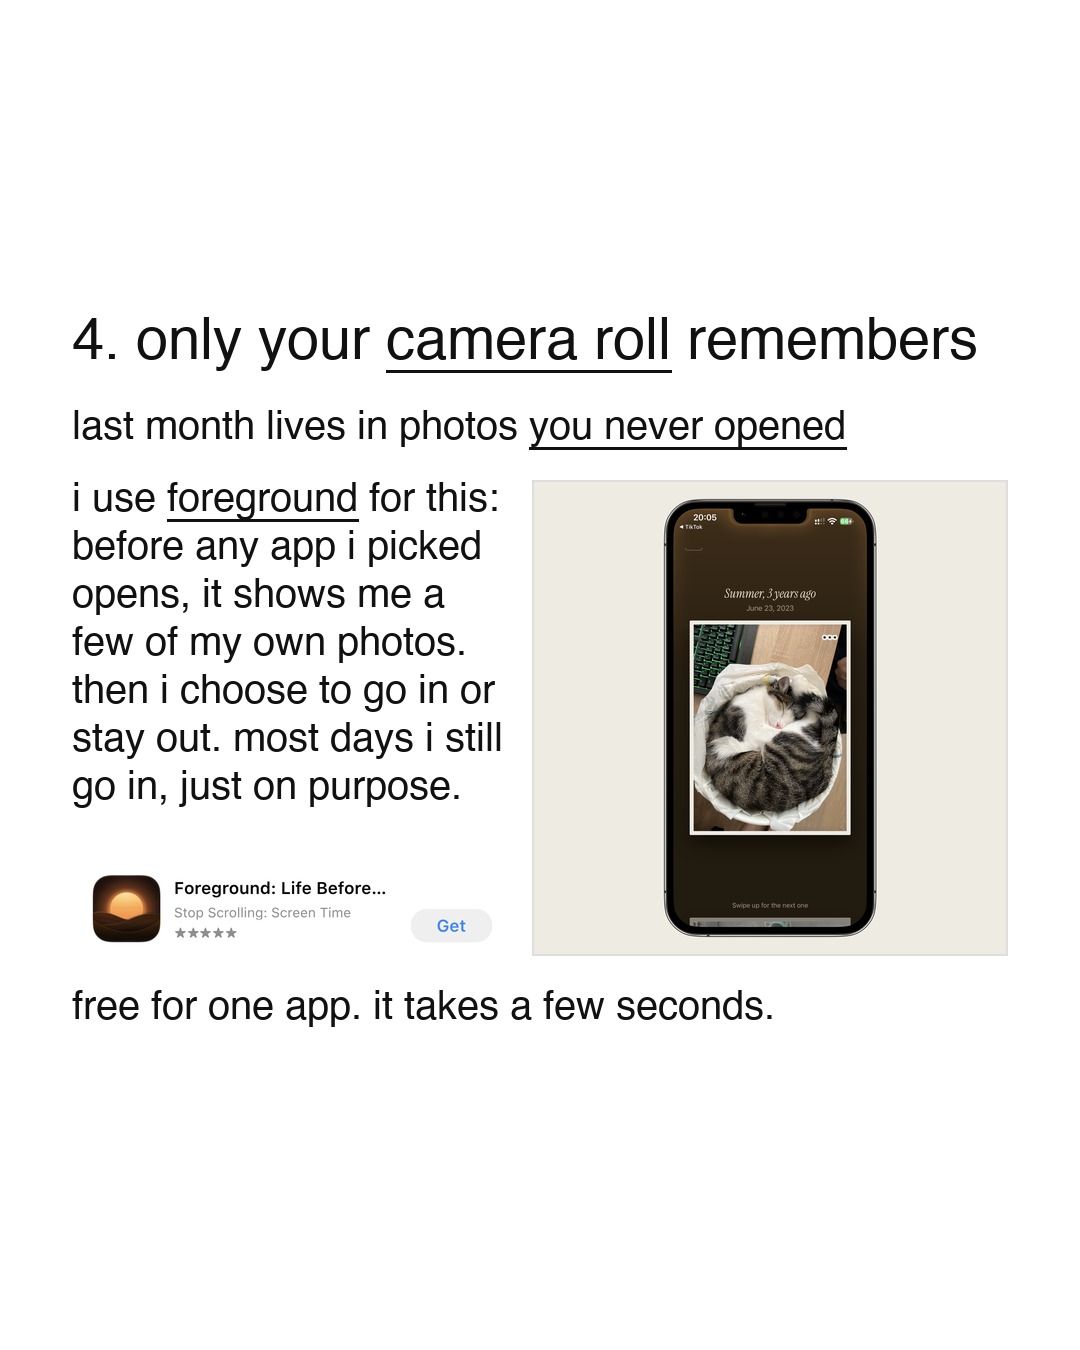 4. only your camera roll remembers
last month lives in photos you never opened
i use foreground for this:
before any app i picked
opens, it shows me a
few of my own photos.
then i choose to go in or
stay out. most days i still
go in, just on purpose.
20:05
TikTok
Summer, 3 years ago
June 23, 2023
Swipe up for the next one
Foreground: Life Before...
Stop Scrolling: Screen Time
Get
free for one app. it takes a few seconds.